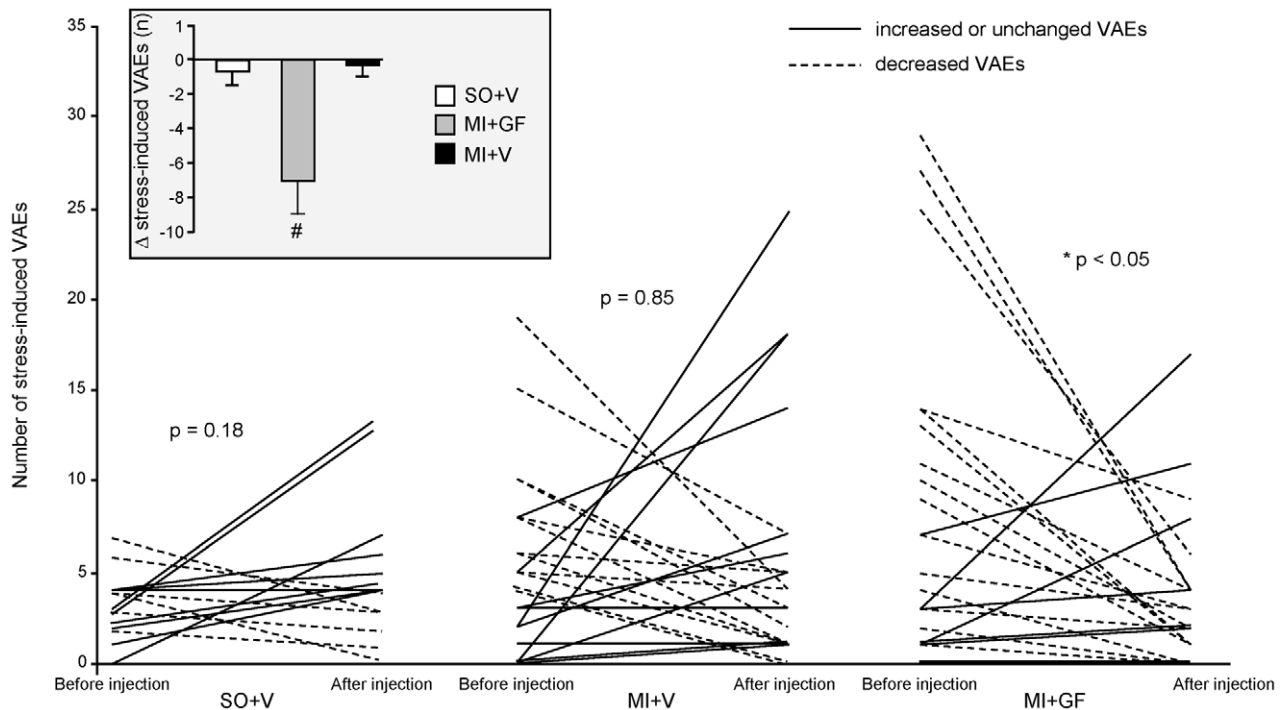 35
30
25
20
15
10
5
0
Number of stress-induced VAEs
1
0
-2
-4
-6
-8
-10
Δ stress-induced VAEs (n)
#
SO+V
MI+GF
MI+V
increased or unchanged VAEs
decreased VAEs
p = 0.18
p = 0.85
* p < 0.05
Before injection After injection Before injection After injection Before injection After injection
SO+V MI+V MI+GF